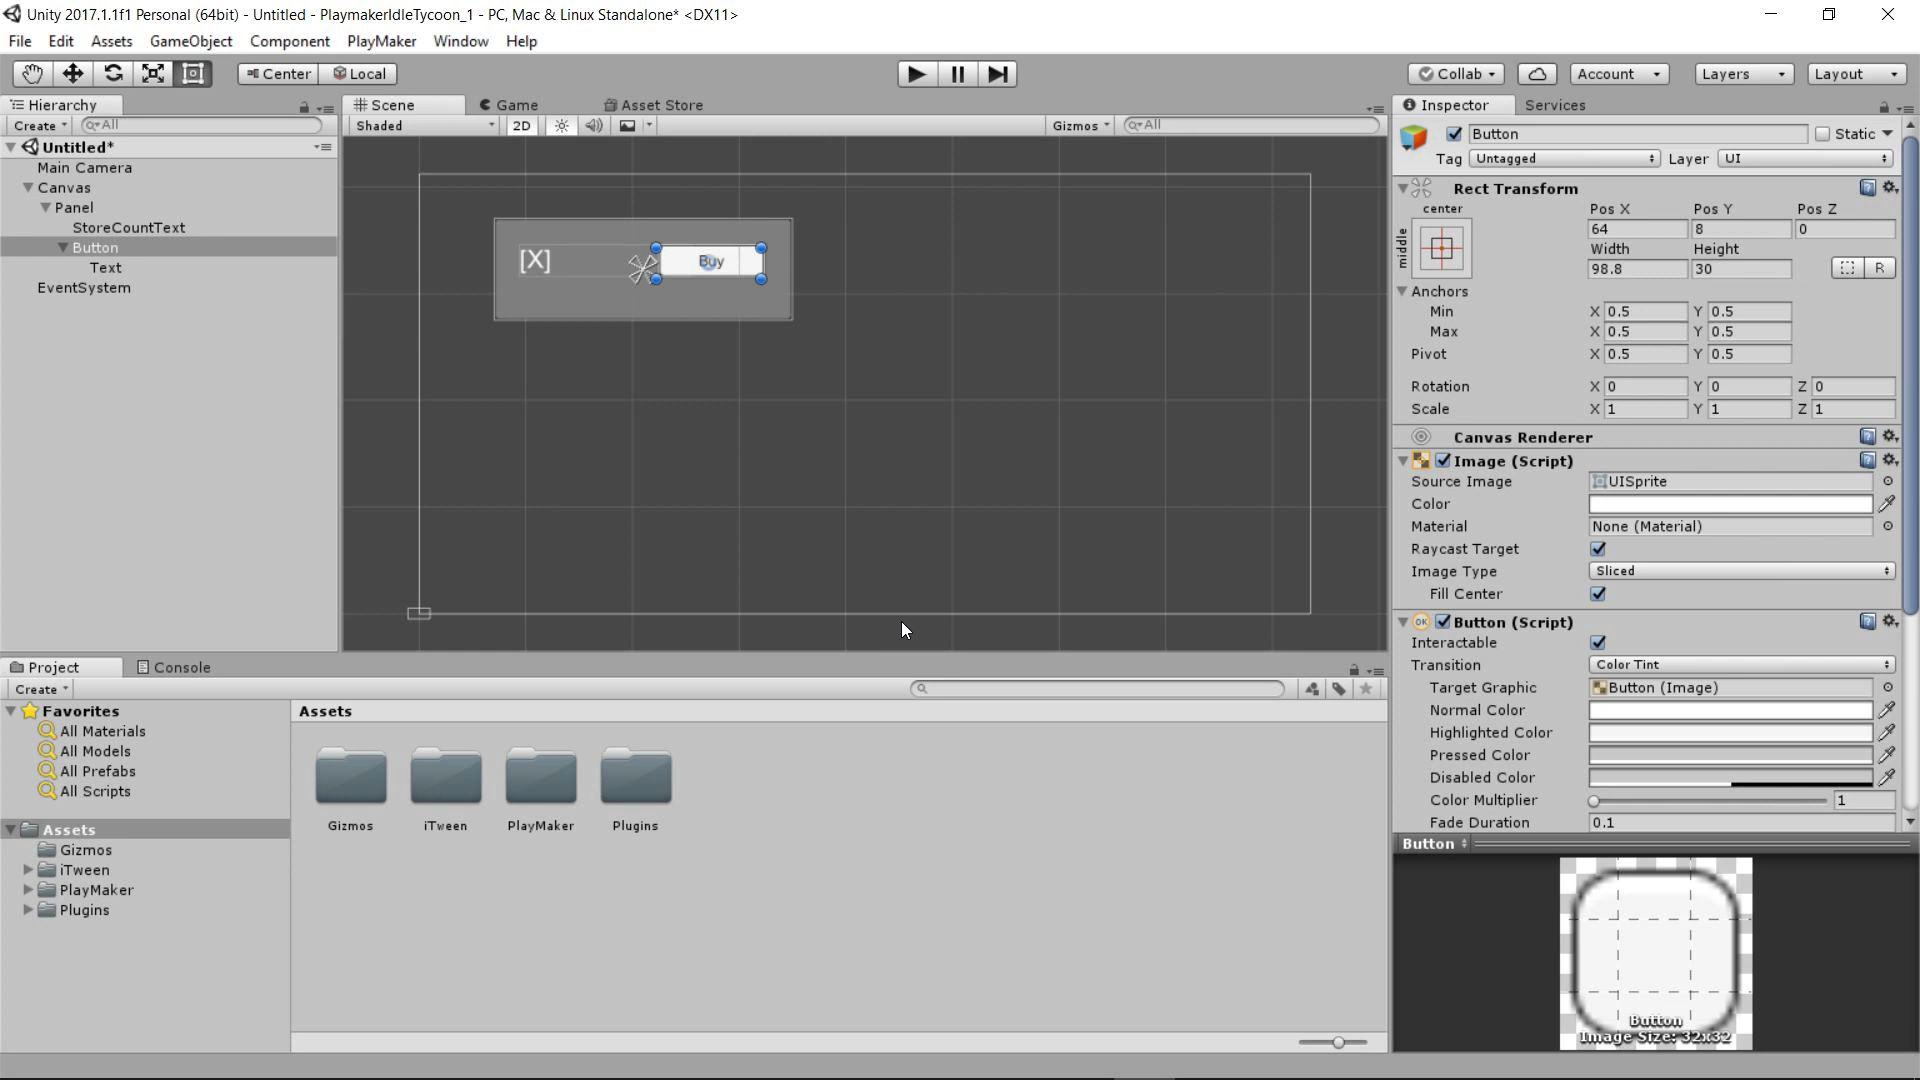 Unity 2017.1.1f1 Personal (64bit) - Untitled - PlaymakerIdleTycoon_1 - PC, Mac & Linux Standalone* <DX11>
File Edit Assets GameObject Component PlayMaker Window Help
Center Local Collab Account Layers Layout
Hierarchy
Create All
Untitled*
Main Camera
Canvas
Panel
StoreCountText
Button
Text
EventSystem
Scene Game Asset Store
Shaded 2D Gizmos All
[X] Buy
Inspector Services
Button Static
Tag Untagged Layer UI
Rect Transform
center
middle
Pos X Pos Y Pos Z
64 8 0
Width Height
98.8 30 R
Anchors
Min X 0.5 Y 0.5
Max X 0.5 Y 0.5
Pivot X 0.5 Y 0.5
Rotation X 0 Y 0 Z 0
Scale X 1 Y 1 Z 1
Canvas Renderer
Image (Script)
Source Image UISprite
Color
Material None (Material)
Raycast Target
Image Type Sliced
Fill Center
OK Button (Script)
Interactable
Transition Color Tint
Target Graphic Button (Image)
Normal Color
Highlighted Color
Pressed Color
Disabled Color
Color Multiplier 1
Fade Duration 0.1
Button
Button
Image Size: 32x32
Project Console
Create
Favorites
All Materials
All Models
All Prefabs
All Scripts
Assets
Gizmos
iTween
PlayMaker
Plugins
Assets
Gizmos iTween PlayMaker Plugins